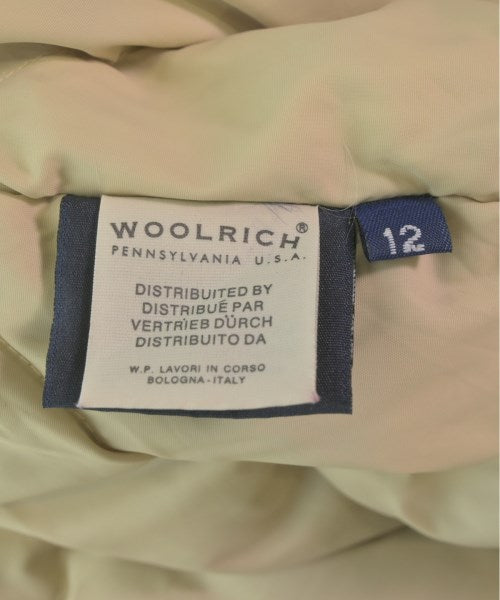 WOOLRICH®
PENNSYLVANIA U.S.A.
DISTRIBUITED BY
DISTRIBUÉ PAR
VERTRIEB DÜRCH
DISTRIBUITO DA
W.P. LAVORI IN CORSO
BOLOGNA-ITALY
12